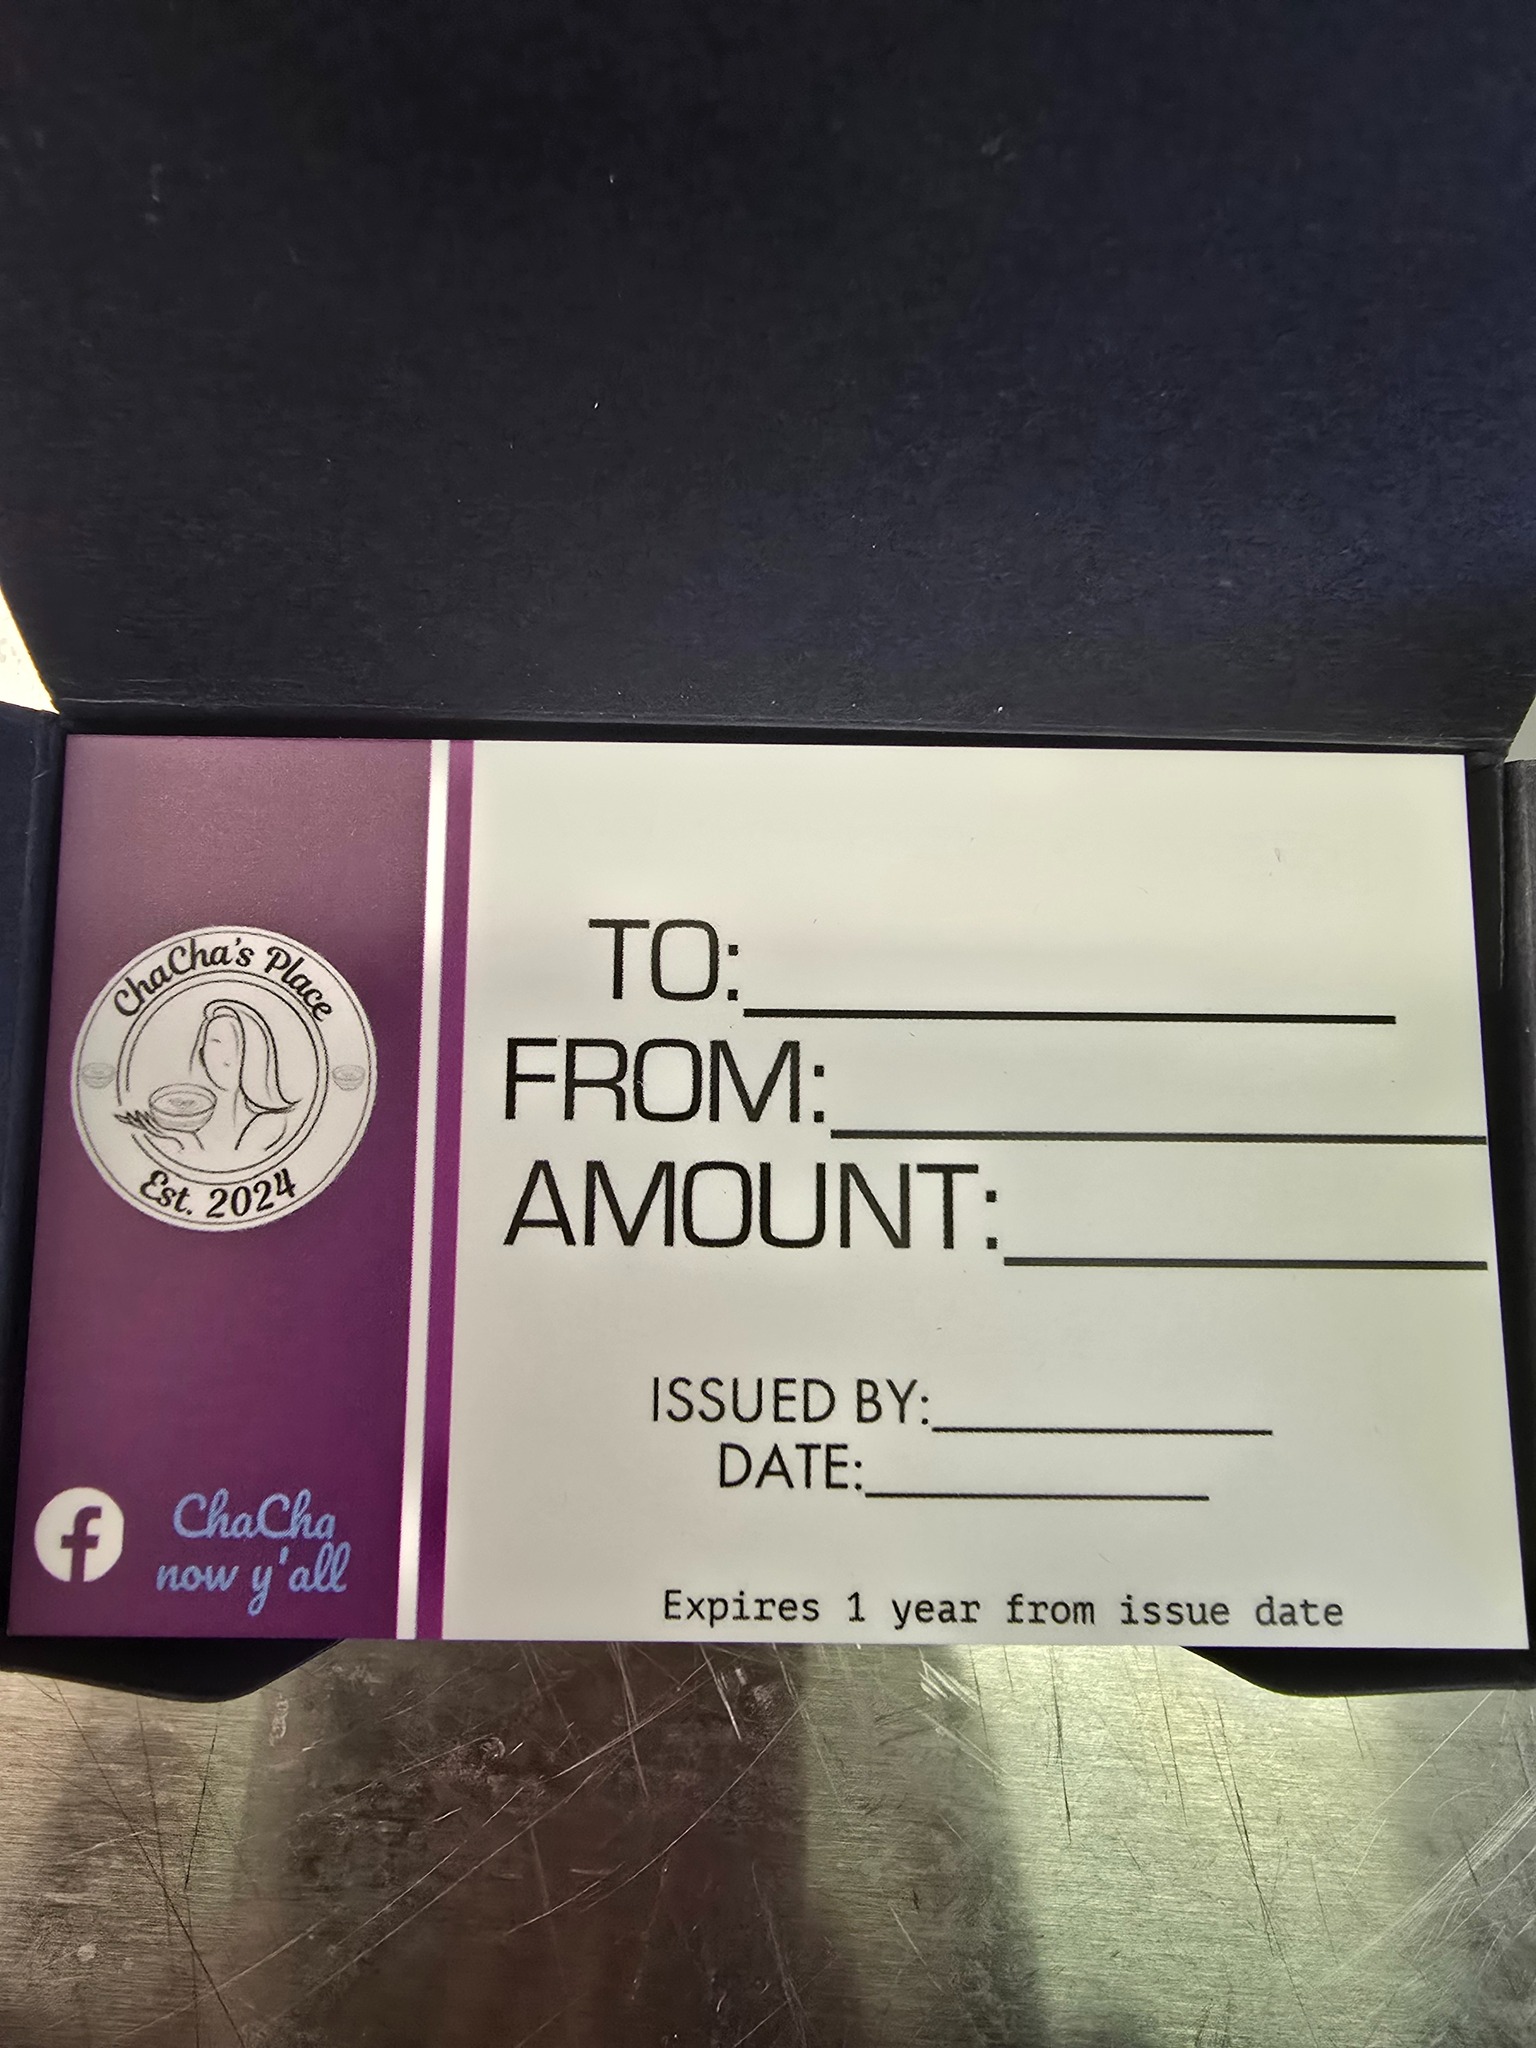 ChaCha's Place
Est. 2024
ChaCha
now y'all
TO:
FROM:
AMOUNT:
ISSUED BY:
DATE:
Expires 1 year from issue date